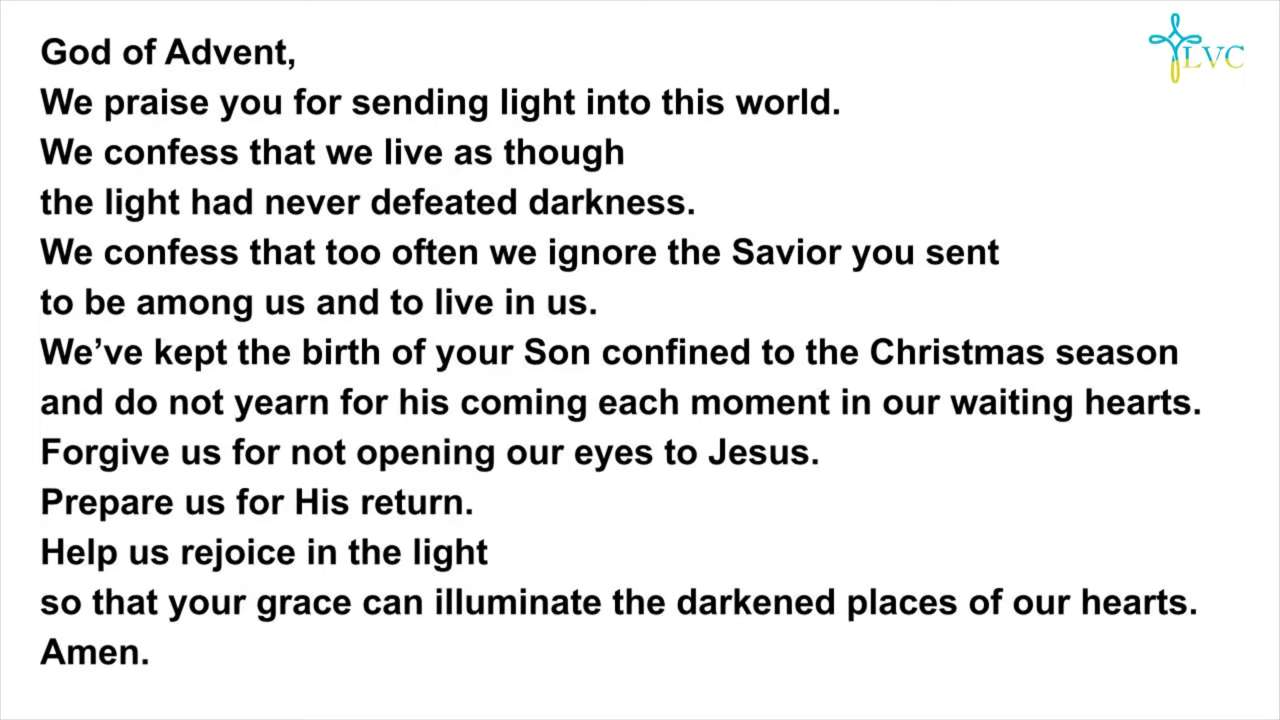 God of Advent,
LVC
We praise you for sending light into this world.
We confess that we live as though
the light had never defeated darkness.
We confess that too often we ignore the Savior you sent
to be among us and to live in us.
We’ve kept the birth of your Son confined to the Christmas season
and do not yearn for his coming each moment in our waiting hearts.
Forgive us for not opening our eyes to Jesus.
Prepare us for His return.
Help us rejoice in the light
so that your grace can illuminate the darkened places of our hearts.
Amen.